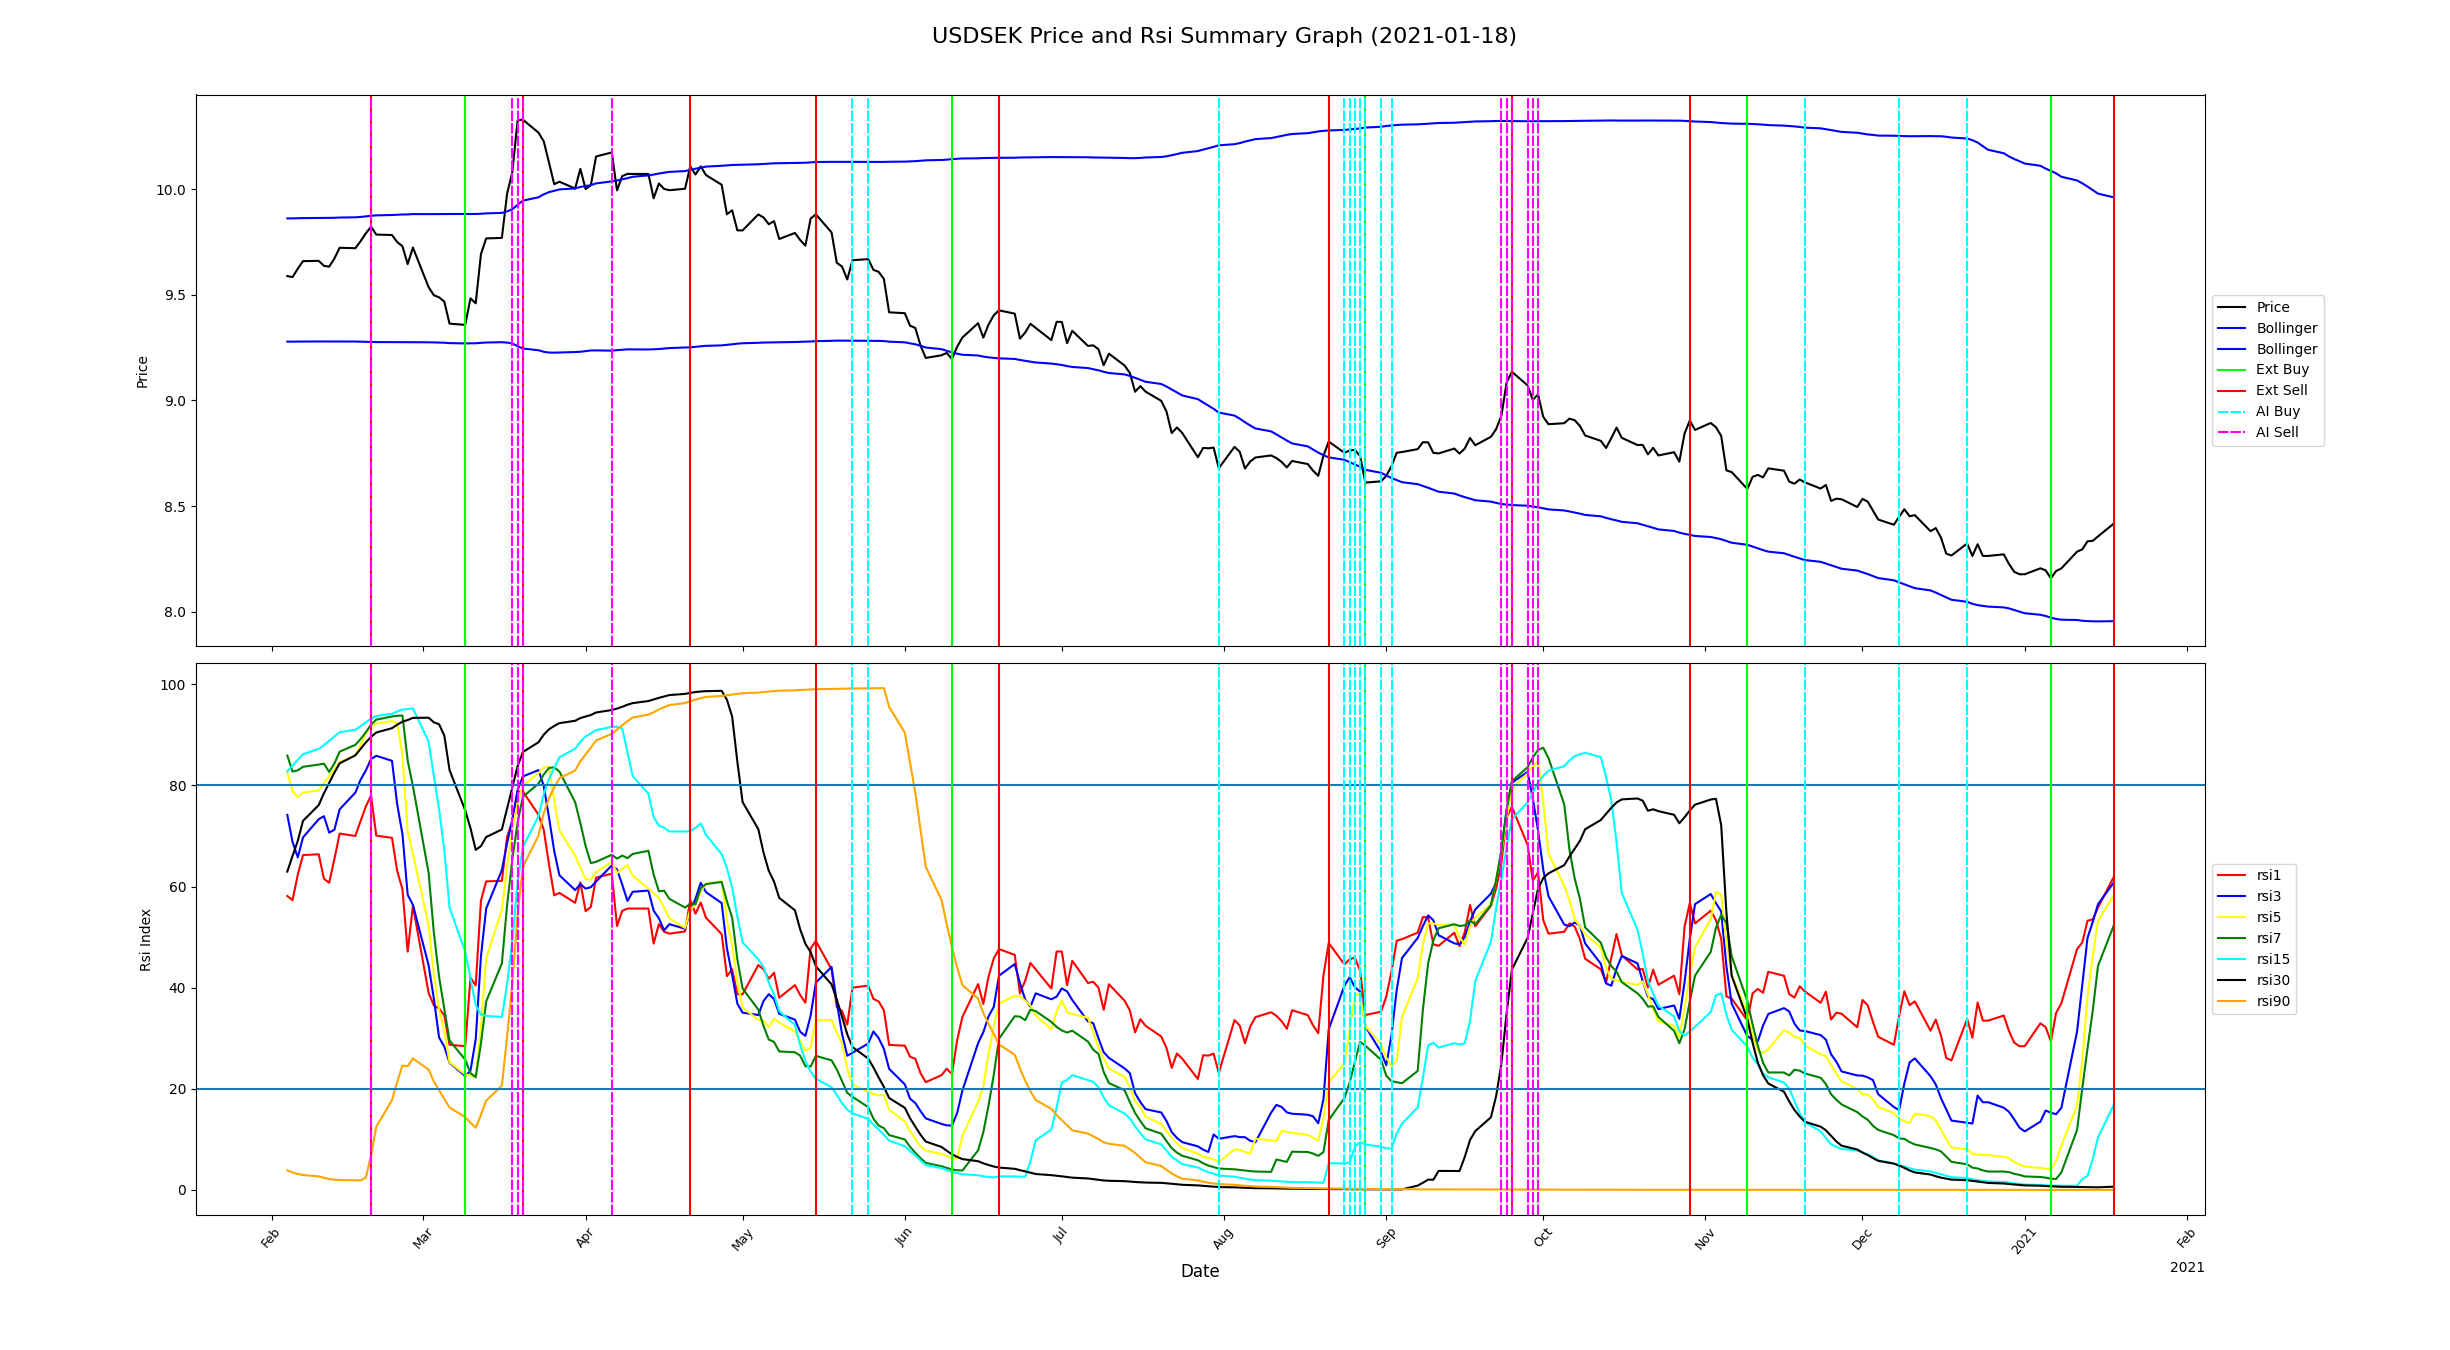 USDSEK Price and Rsi Summary Graph (2021-01-18)
10.0
9.5
9.0
8.5
8.0
Price
Price
Bollinger
Bollinger
Ext Buy
Ext Sell
AI Buy
AI Sell
100
80
60
40
20
0
Rsi Index
rsi1
rsi3
rsi5
rsi7
rsi15
rsi30
rsi90
Feb Mar Apr May Jun Jul Aug Sep Oct Nov Dec 2021 Feb
Date
2021